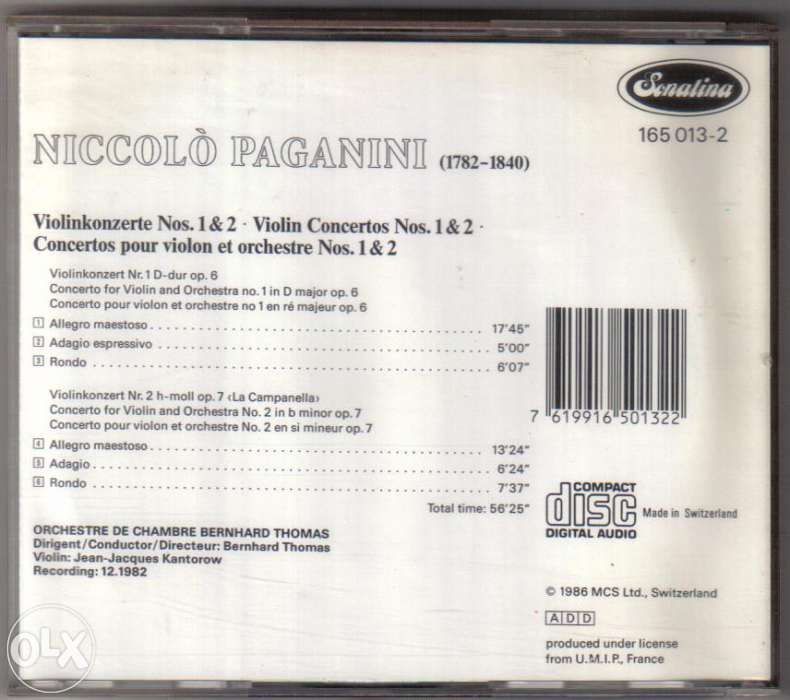 Sonatina
165 013-2
NICCOLÒ PAGANINI (1782–1840)
Violinkonzerte Nos. 1 & 2 · Violin Concertos Nos. 1 & 2 ·
Concertos pour violon et orchestre Nos. 1 & 2
Violinkonzert Nr. 1 D-dur op. 6
Concerto for Violin and Orchestra no. 1 in D major op. 6
Concerto pour violon et orchestre no 1 en ré majeur op. 6
1 Allegro maestoso 17'45"
2 Adagio espressivo 5'00"
3 Rondo 6'07"
Violinkonzert Nr. 2 h-moll op. 7 ‹La Campanella›
Concerto for Violin and Orchestra No. 2 in b minor op. 7
Concerto pour violon et orchestre No. 2 en si mineur op. 7
4 Allegro maestoso 13'24"
5 Adagio 6'24"
6 Rondo 7'37"
Total time: 56'25"
ORCHESTRE DE CHAMBRE BERNHARD THOMAS
Dirigent/Conductor/Directeur: Bernhard Thomas
Violin: Jean-Jacques Kantorow
Recording: 12.1982
7 619916 501322
COMPACT
disc
DIGITAL AUDIO
Made in Switzerland
© 1986 MCS Ltd., Switzerland
ADD
produced under license
from U.M.I.P., France
OLX